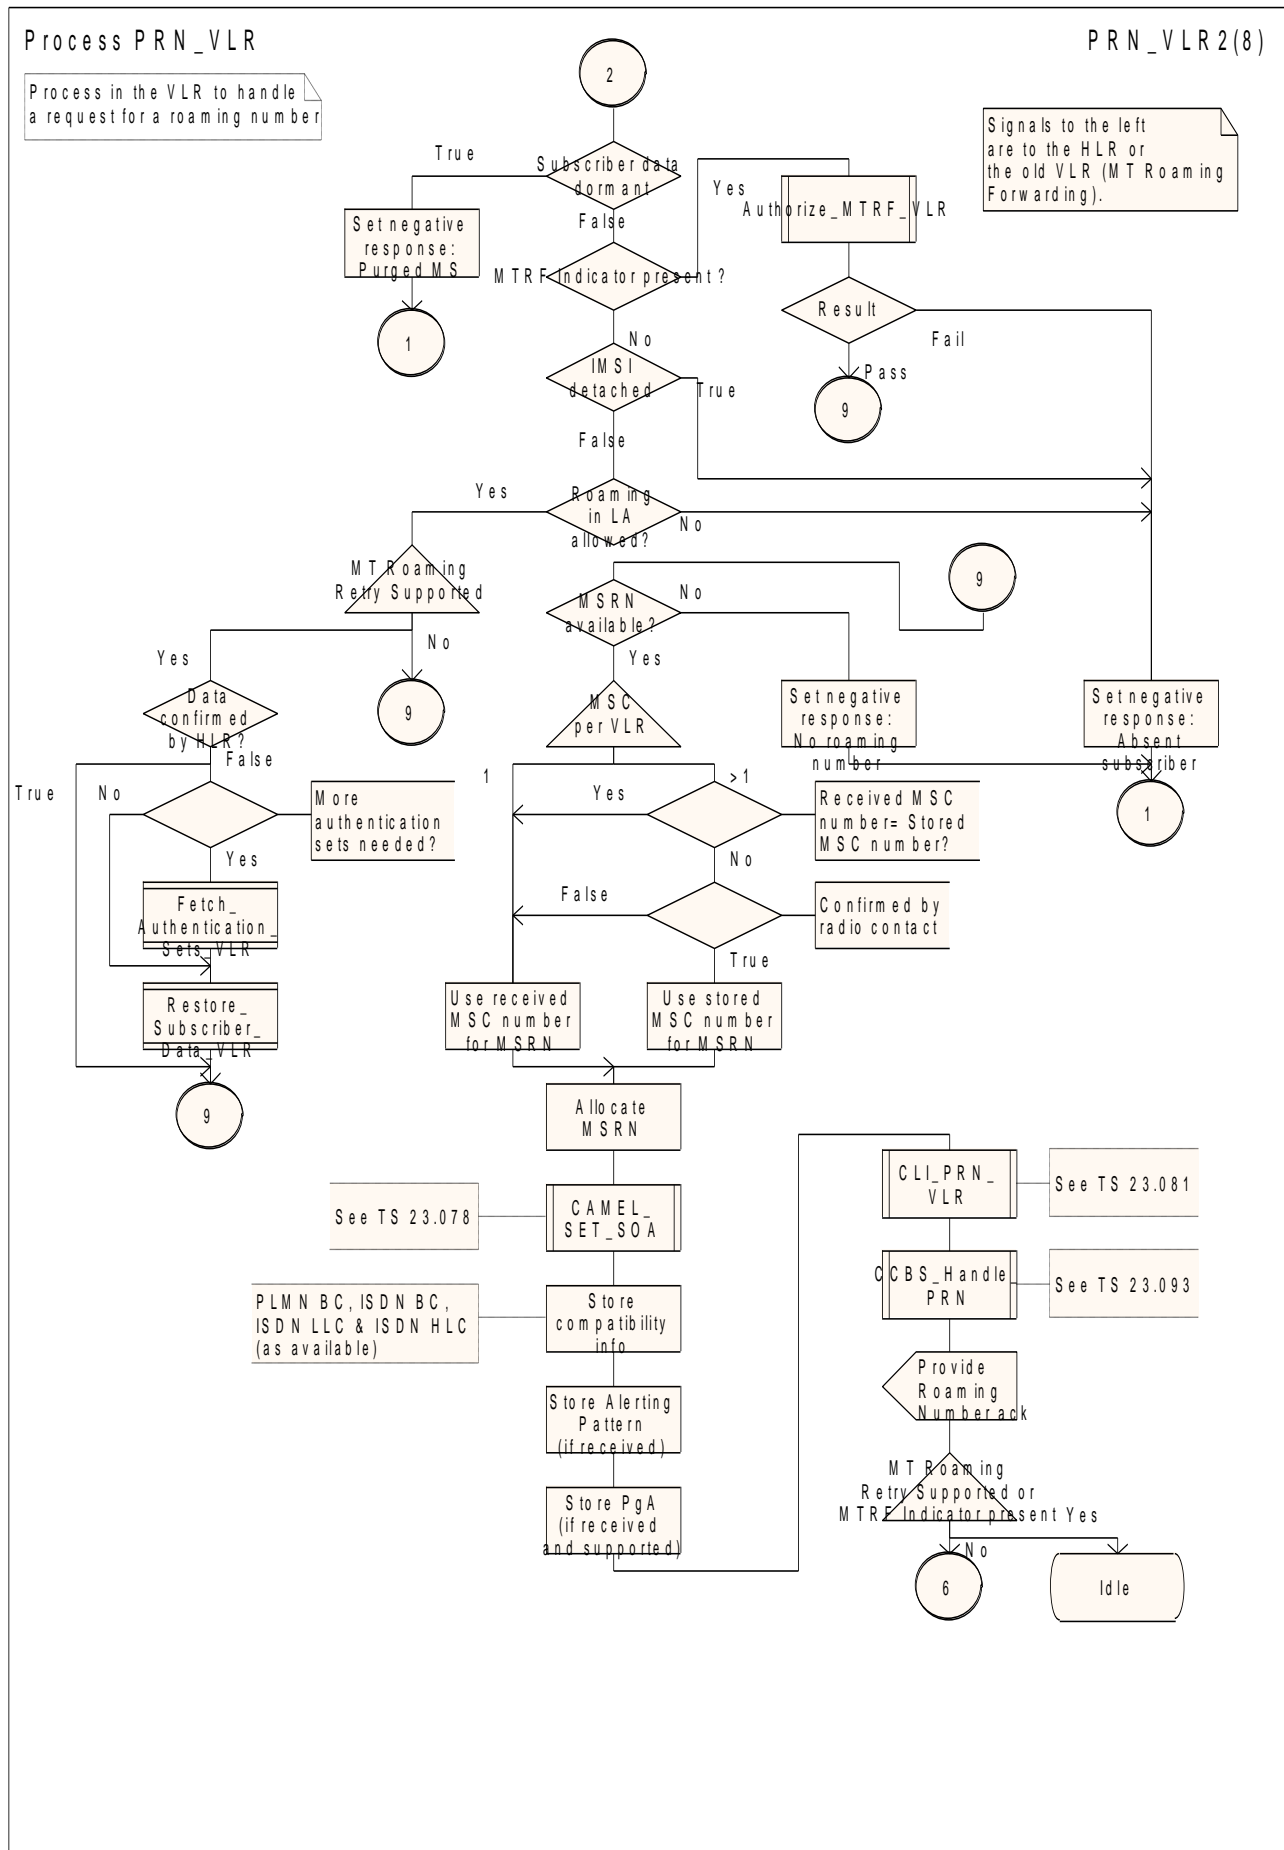 Process PRN_VLR
PRN_VLR2(8)
Process in the VLR to handle
a request for a roaming number
2
Signals to the left
are to the HLR or
the old VLR (MT Roaming
Forwarding).
True
Subscriber data
dormant
Yes
Authorize_MTRF_VLR
Set negative
response:
Purged MS
False
MTRF Indicator present ?
Result
1
No
Fail
IMSI
detached
True
Pass
9
False
Yes
Roaming
in LA
allowed?
No
MT Roaming
Retry Supported
9
MSRN
available?
No
No
Yes
Yes
Data
confirmed
by HLR?
9
MSC
per VLR
Set negative
response:
No roaming
number
Set negative
response:
Absent
subscriber
False
True
No
1
>1
More
authentication
sets needed?
Yes
Received MSC
number= Stored
MSC number?
1
Yes
No
Fetch_
Authentication_
Sets_VLR
False
Confirmed by
radio contact
True
Restore_
Subscriber_
Data_VLR
Use received
MSC number
for MSRN
Use stored
MSC number
for MSRN
9
Allocate
MSRN
CLI_PRN_
VLR
See TS 23.081
See TS 23.078
CAMEL_
SET_SOA
CCBS_Handle_
PRN
See TS 23.093
PLMN BC, ISDN BC,
ISDN LLC & ISDN HLC
(as available)
Store
compatibility
info
Provide
Roaming
Number ack
Store Alerting
Pattern
(if received)
MT Roaming
Retry Supported or
MTRF Indicator present
Yes
Store PgA
(if received
and supported)
No
6
Idle